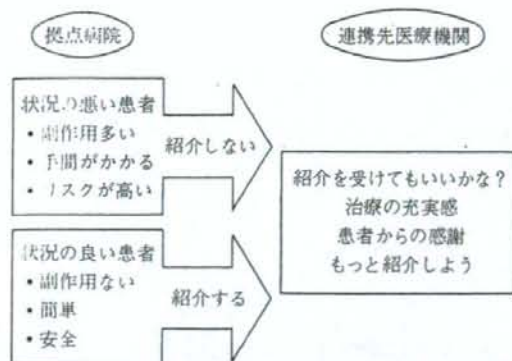 拠点病院
連携先医療機関
状況の悪い患者
• 副作用多い
• 手間がかかる
• リスクが高い
紹介しない
紹介を受けてもいいかな？
治療の充実感
患者からの感謝
もっと紹介しよう
状況の良い患者
• 副作用ない
• 簡単
• 安全
紹介する